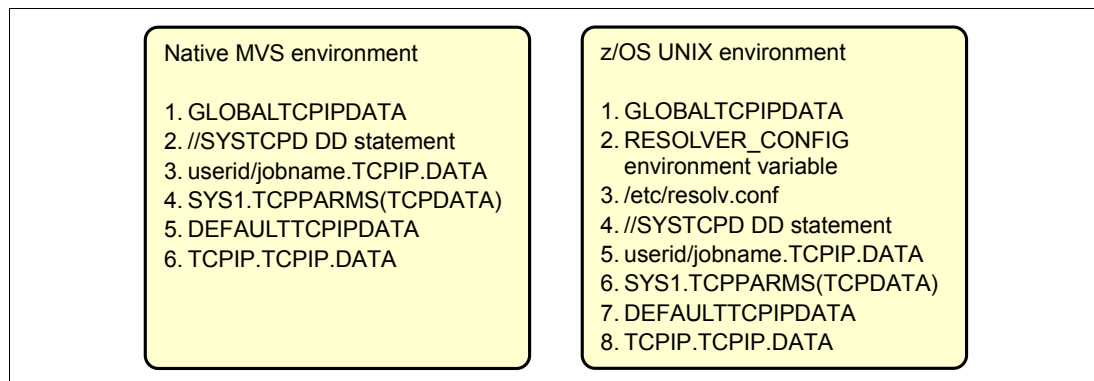 Native MVS environment
1. GLOBALTCPIPDATA
2. //SYSTCPD DD statement
3. userid/jobname.TCPIP.DATA
4. SYS1.TCPPARMS(TCPDATA)
5. DEFAULTTCPIPDATA
6. TCPIP.TCPIP.DATA
z/OS UNIX environment
1. GLOBALTCPIPDATA
2. RESOLVER_CONFIG
environment variable
3. /etc/resolv.conf
4. //SYSTCPD DD statement
5. userid/jobname.TCPIP.DATA
6. SYS1.TCPPARMS(TCPDATA)
7. DEFAULTTCPIPDATA
8. TCPIP.TCPIP.DATA